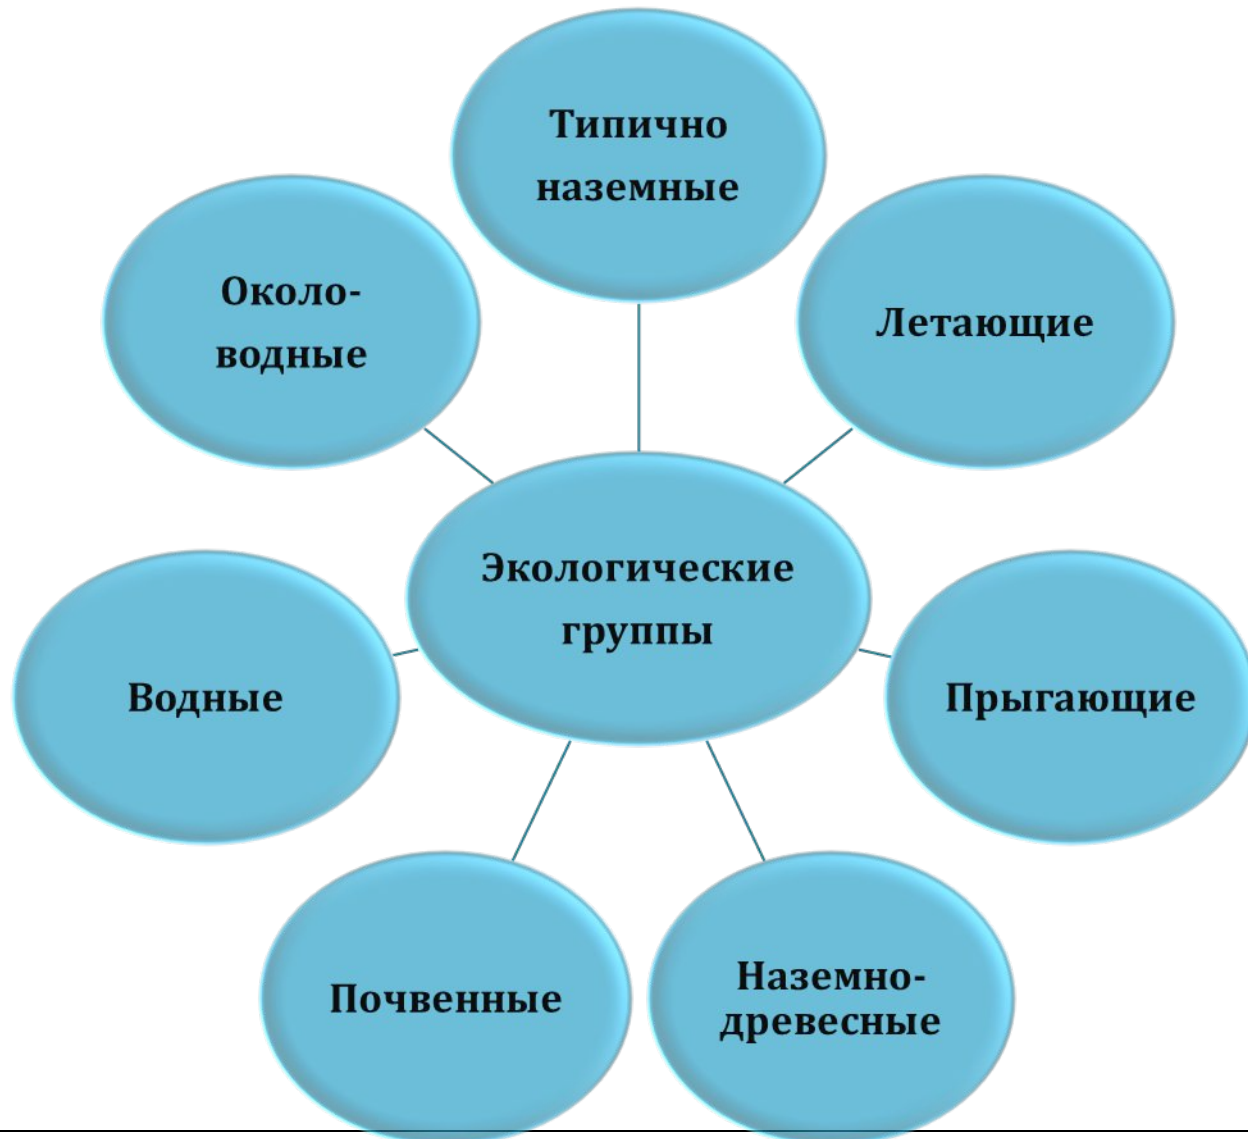 Типично
наземные
Около-
водные
Летающие
Экологические
группы
Водные
Прыгающие
Почвенные
Наземно-
древесные